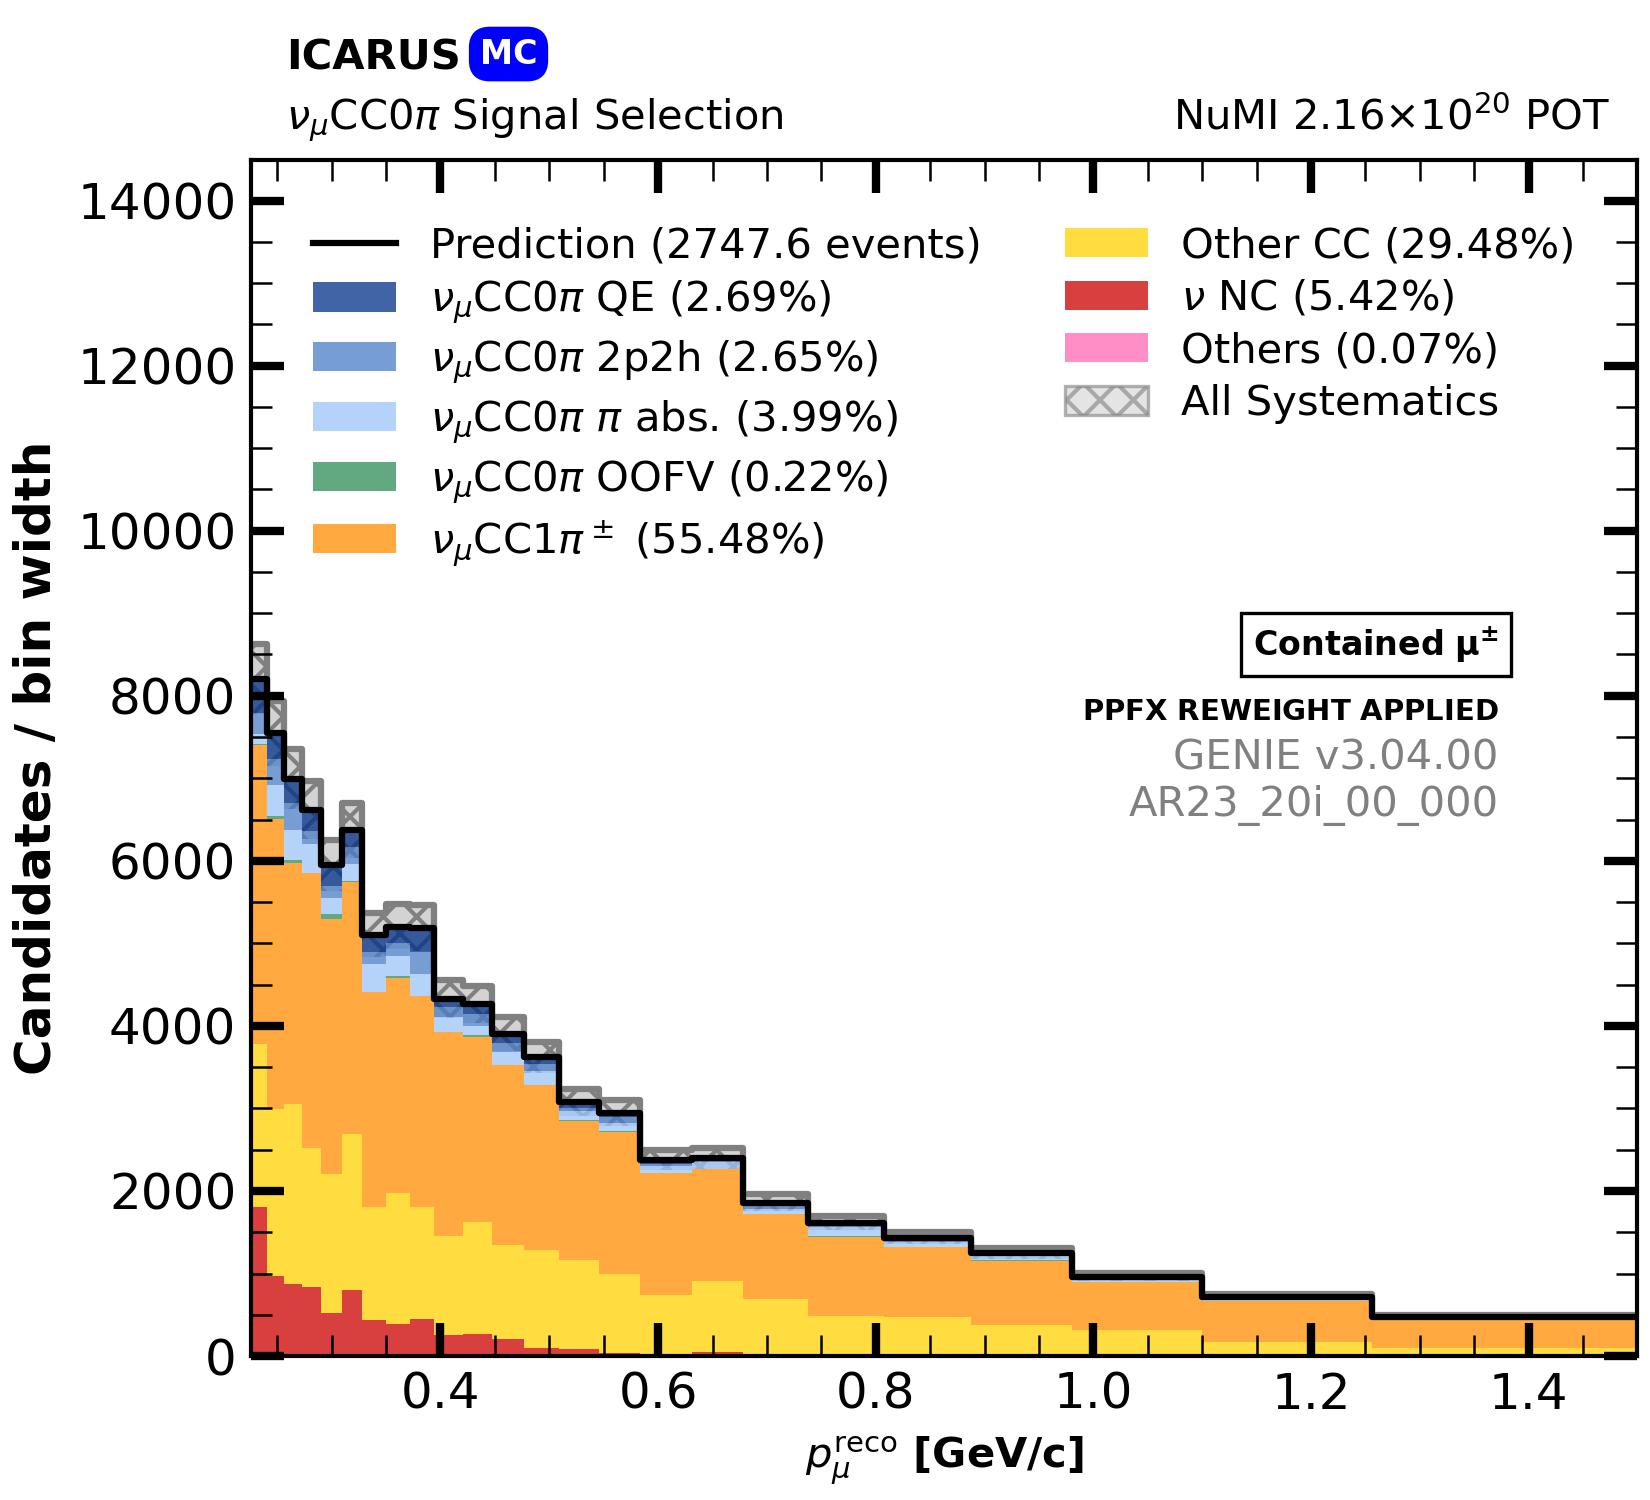 ICARUS MC
νμCC0π Signal Selection
NuMI 2.16×10²⁰ POT
14000
12000
10000
8000
6000
4000
2000
0
Candidates / bin width
Prediction (2747.6 events)
νμCC0π QE (2.69%)
νμCC0π 2p2h (2.65%)
νμCC0π π abs. (3.99%)
νμCC0π OOFV (0.22%)
νμCC1π± (55.48%)
Other CC (29.48%)
ν NC (5.42%)
Others (0.07%)
All Systematics
Contained μ±
PPFX REWEIGHT APPLIED
GENIE v3.04.00
AR23_20i_00_000
0.4 0.6 0.8 1.0 1.2 1.4
pμ reco [GeV/c]